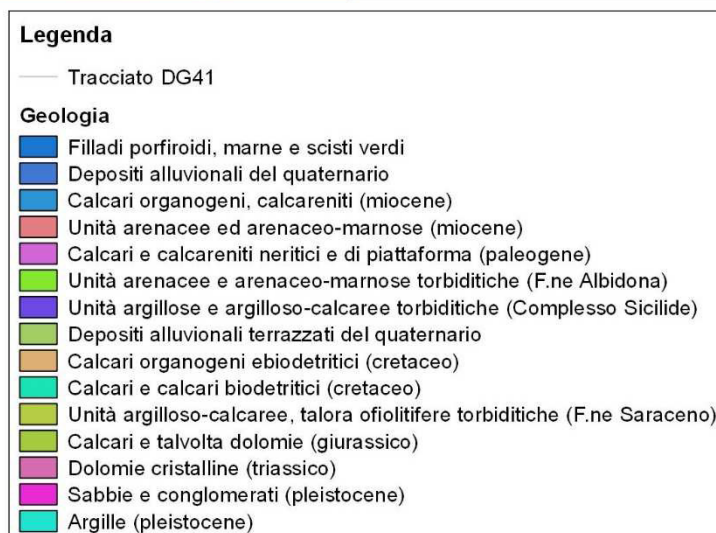 Legenda
Tracciato DG41
Geologia
Filladi porfiroidi, marne e scisti verdi
Depositi alluvionali del quaternario
Calcari organogeni, calcareniti (miocene)
Unità arenacee ed arenaceo-marnose (miocene)
Calcari e calcareniti neritici e di piattaforma (paleogene)
Unità arenacee e arenaceo-marnose torbiditiche (F.ne Albidona)
Unità argillose e argilloso-calcaree torbiditiche (Complesso Sicilide)
Depositi alluvionali terrazzati del quaternario
Calcari organogeni ebiodetritici (cretaceo)
Calcari e calcari biodetritici (cretaceo)
Unità argilloso-calcaree, talora ofiolitifere torbiditiche (F.ne Saraceno)
Calcari e talvolta dolomie (giurassico)
Dolomie cristalline (triassico)
Sabbie e conglomerati (pleistocene)
Argille (pleistocene)